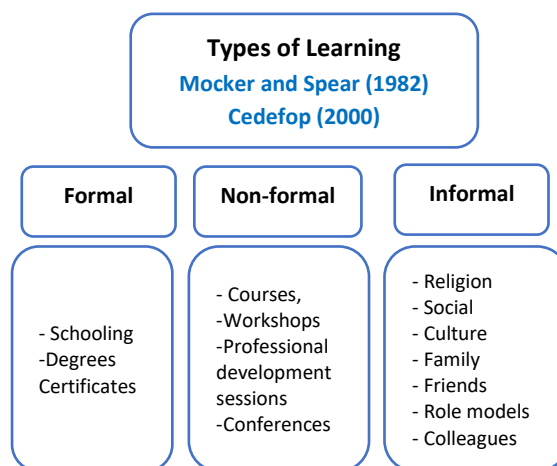 Types of Learning
Mocker and Spear (1982)
Cedefop (2000)
Formal
Non-formal
Informal
- Schooling
-Degrees
Certificates
- Courses,
-Workshops
-Professional
development
sessions
-Conferences
- Religion
- Social
- Culture
- Family
- Friends
- Role models
- Colleagues